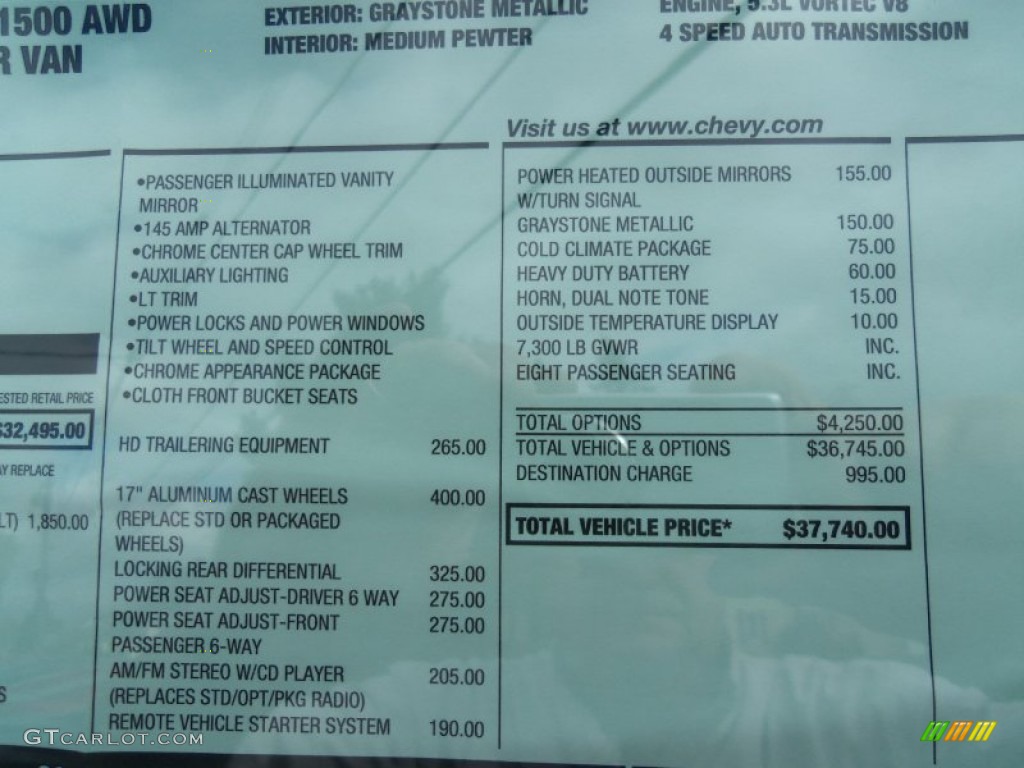 1500 AWD
R VAN
EXTERIOR: GRAYSTONE METALLIC
INTERIOR: MEDIUM PEWTER
ENGINE, 5.3L VORTEC V8
4 SPEED AUTO TRANSMISSION
ESTED RETAIL PRICE
$32,495.00
AY REPLACE
LT) 1,850.00
S
•PASSENGER ILLUMINATED VANITY
MIRROR
•145 AMP ALTERNATOR
•CHROME CENTER CAP WHEEL TRIM
•AUXILIARY LIGHTING
•LT TRIM
•POWER LOCKS AND POWER WINDOWS
•TILT WHEEL AND SPEED CONTROL
•CHROME APPEARANCE PACKAGE
•CLOTH FRONT BUCKET SEATS
HD TRAILERING EQUIPMENT 265.00
17" ALUMINUM CAST WHEELS 400.00
(REPLACE STD OR PACKAGED
WHEELS)
LOCKING REAR DIFFERENTIAL 325.00
POWER SEAT ADJUST-DRIVER 6 WAY 275.00
POWER SEAT ADJUST-FRONT 275.00
PASSENGER 6-WAY
AM/FM STEREO W/CD PLAYER 205.00
(REPLACES STD/OPT/PKG RADIO)
REMOTE VEHICLE STARTER SYSTEM 190.00
Visit us at www.chevy.com
POWER HEATED OUTSIDE MIRRORS 155.00
W/TURN SIGNAL
GRAYSTONE METALLIC 150.00
COLD CLIMATE PACKAGE 75.00
HEAVY DUTY BATTERY 60.00
HORN, DUAL NOTE TONE 15.00
OUTSIDE TEMPERATURE DISPLAY 10.00
7,300 LB GVWR INC.
EIGHT PASSENGER SEATING INC.
TOTAL OPTIONS $4,250.00
TOTAL VEHICLE & OPTIONS $36,745.00
DESTINATION CHARGE 995.00
TOTAL VEHICLE PRICE* $37,740.00
GTCARLOT.COM